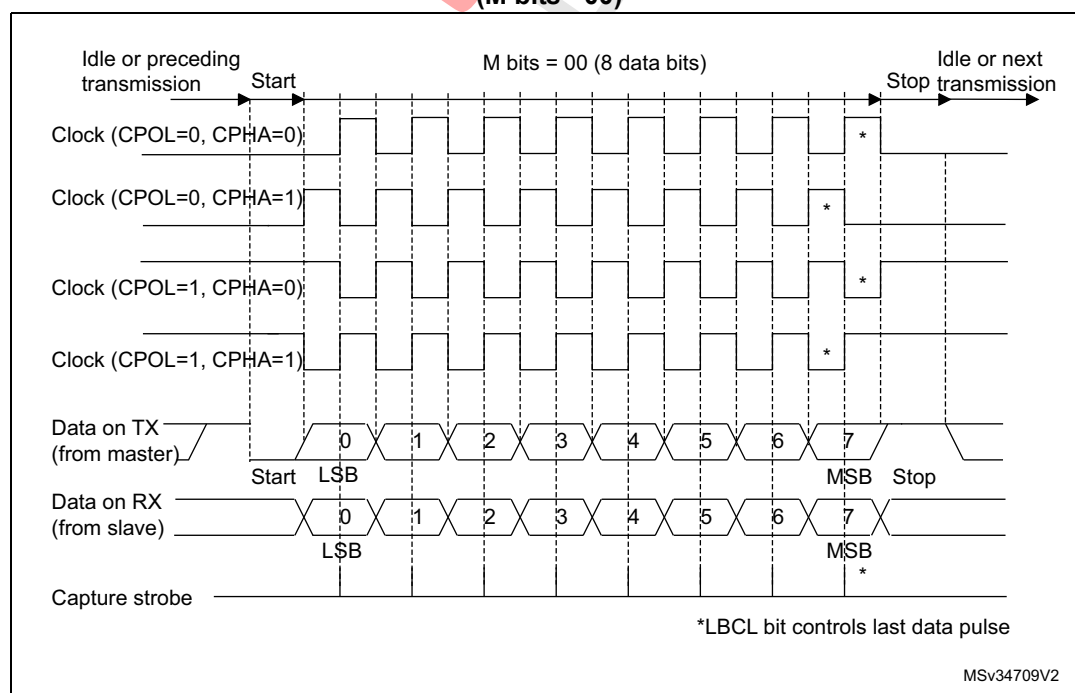 (M bits = 00)
Idle or preceding
transmission
Start
M bits = 00 (8 data bits)
Stop
Idle or next
transmission
Clock (CPOL=0, CPHA=0)
*
Clock (CPOL=0, CPHA=1)
*
Clock (CPOL=1, CPHA=0)
*
Clock (CPOL=1, CPHA=1)
*
Data on TX
(from master)
0 1 2 3 4 5 6 7
Start LSB MSB Stop
Data on RX
(from slave)
0 1 2 3 4 5 6 7
LSB MSB
*
Capture strobe
*LBCL bit controls last data pulse
MSv34709V2